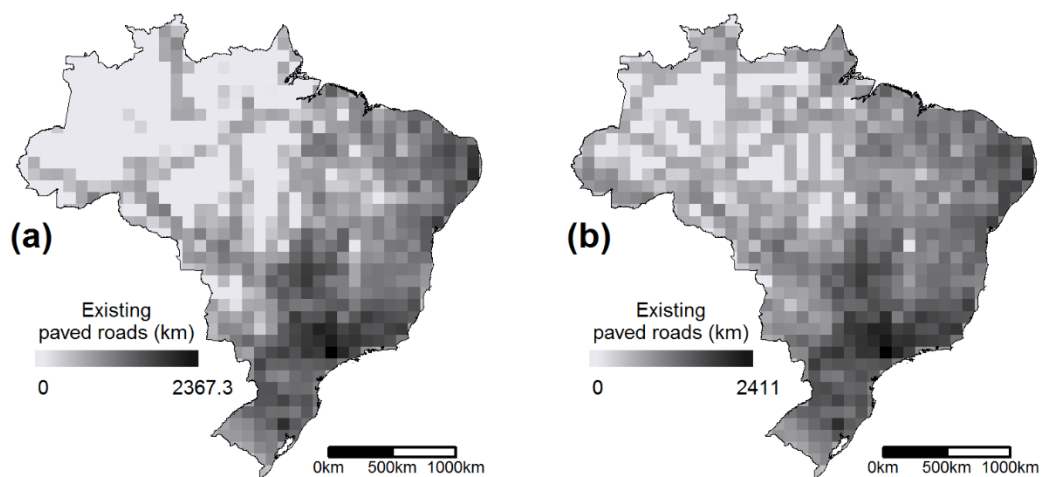 (a)
Existing
paved roads (km)
0 2367.3
0km 500km 1000km
(b)
Existing
paved roads (km)
0 2411
0km 500km 1000km